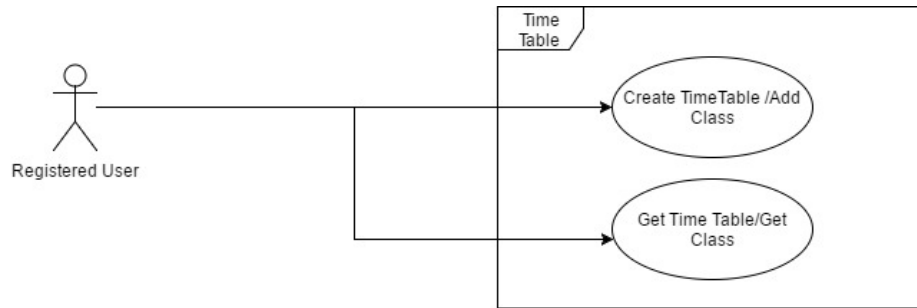 Time
Table
Create TimeTable /Add
Class
Registered User
Get Time Table/Get
Class